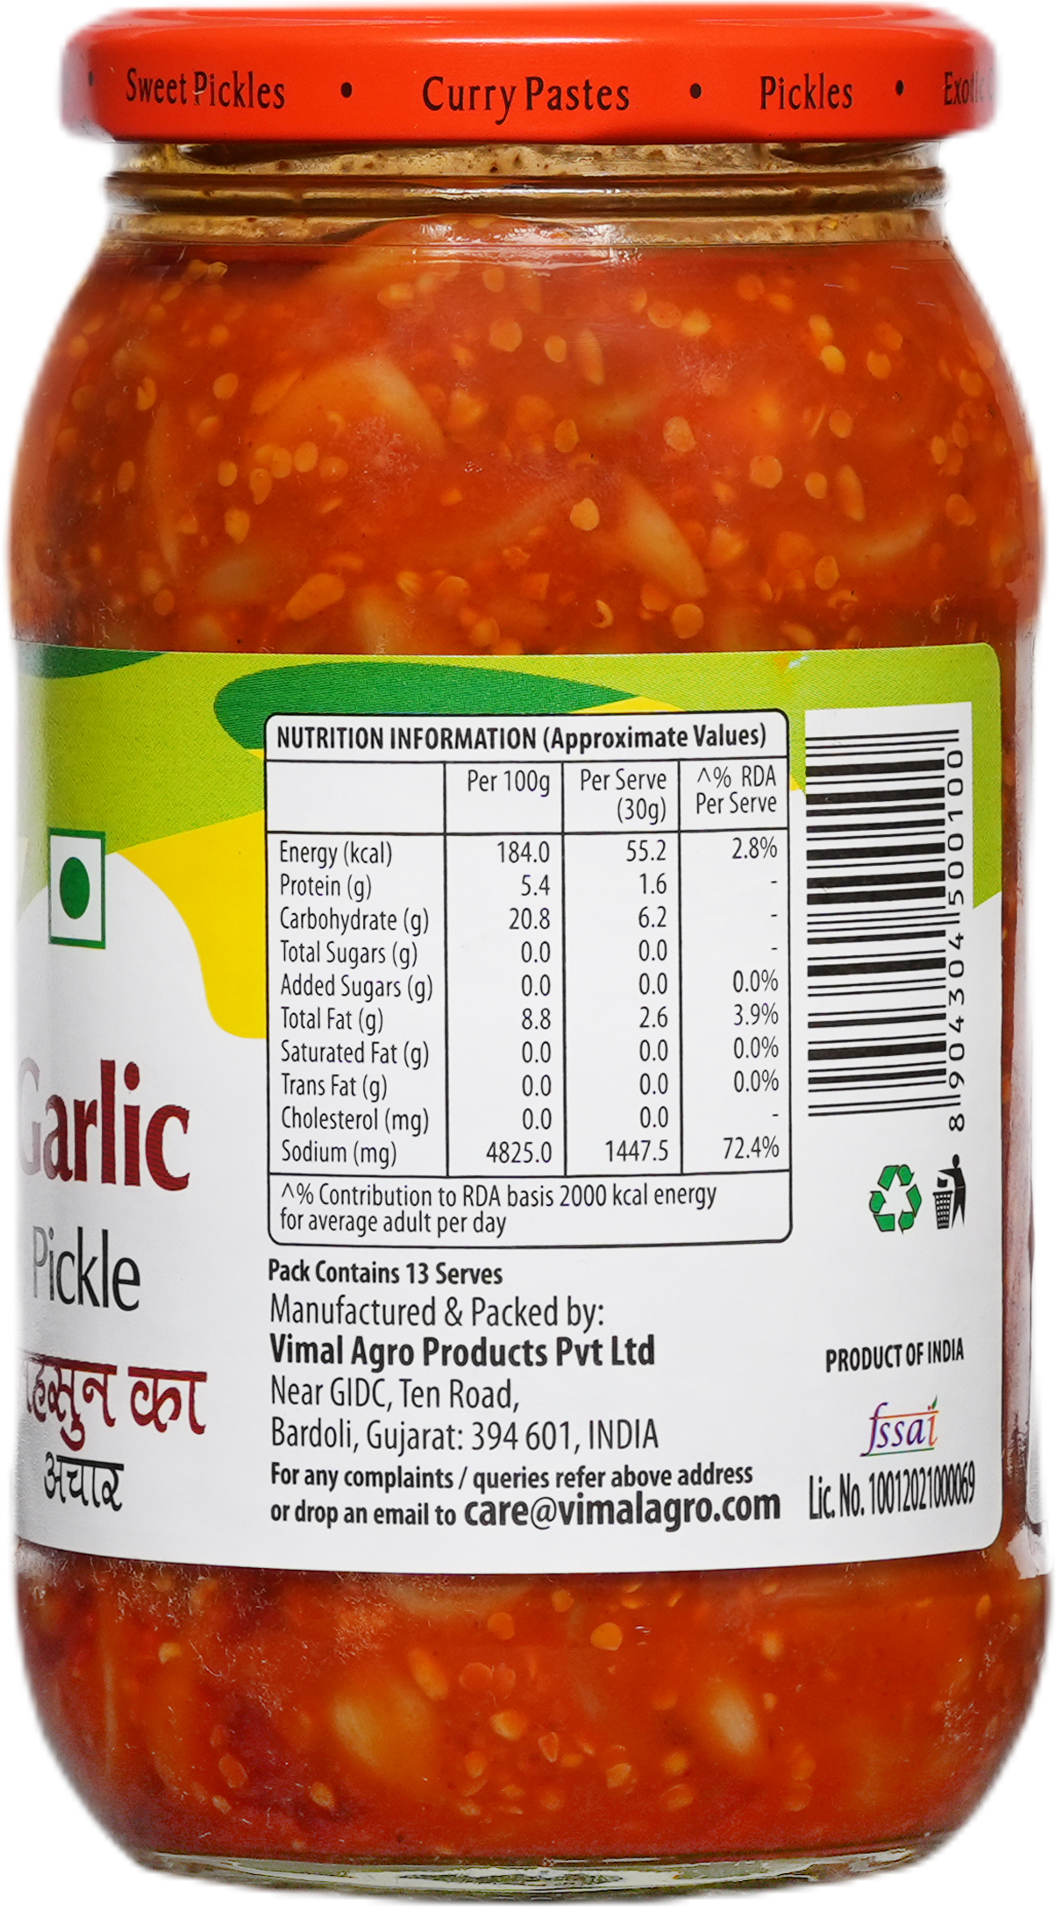 • Sweet Pickles • Curry Pastes • Pickles •
NUTRITION INFORMATION (Approximate Values)
Per 100g Per Serve (30g) ^% RDA Per Serve
Energy (kcal) 184.0 55.2 2.8%
Protein (g) 5.4 1.6 -
Carbohydrate (g) 20.8 6.2 -
Total Sugars (g) 0.0 0.0 -
Added Sugars (g) 0.0 0.0 0.0%
Total Fat (g) 8.8 2.6 3.9%
Saturated Fat (g) 0.0 0.0 0.0%
Trans Fat (g) 0.0 0.0 0.0%
Cholesterol (mg) 0.0 0.0 -
Sodium (mg) 4825.0 1447.5 72.4%
^% Contribution to RDA basis 2000 kcal energy
for average adult per day
8 904304 500100
Garlic
Pickle
का
अचार
Pack Contains 13 Serves
Manufactured & Packed by:
Vimal Agro Products Pvt Ltd
Near GIDC, Ten Road,
Bardoli, Gujarat: 394 601, INDIA
For any complaints / queries refer above address
or drop an email to care@vimalagro.com
PRODUCT OF INDIA
fssai
Lic. No. 10012021000069